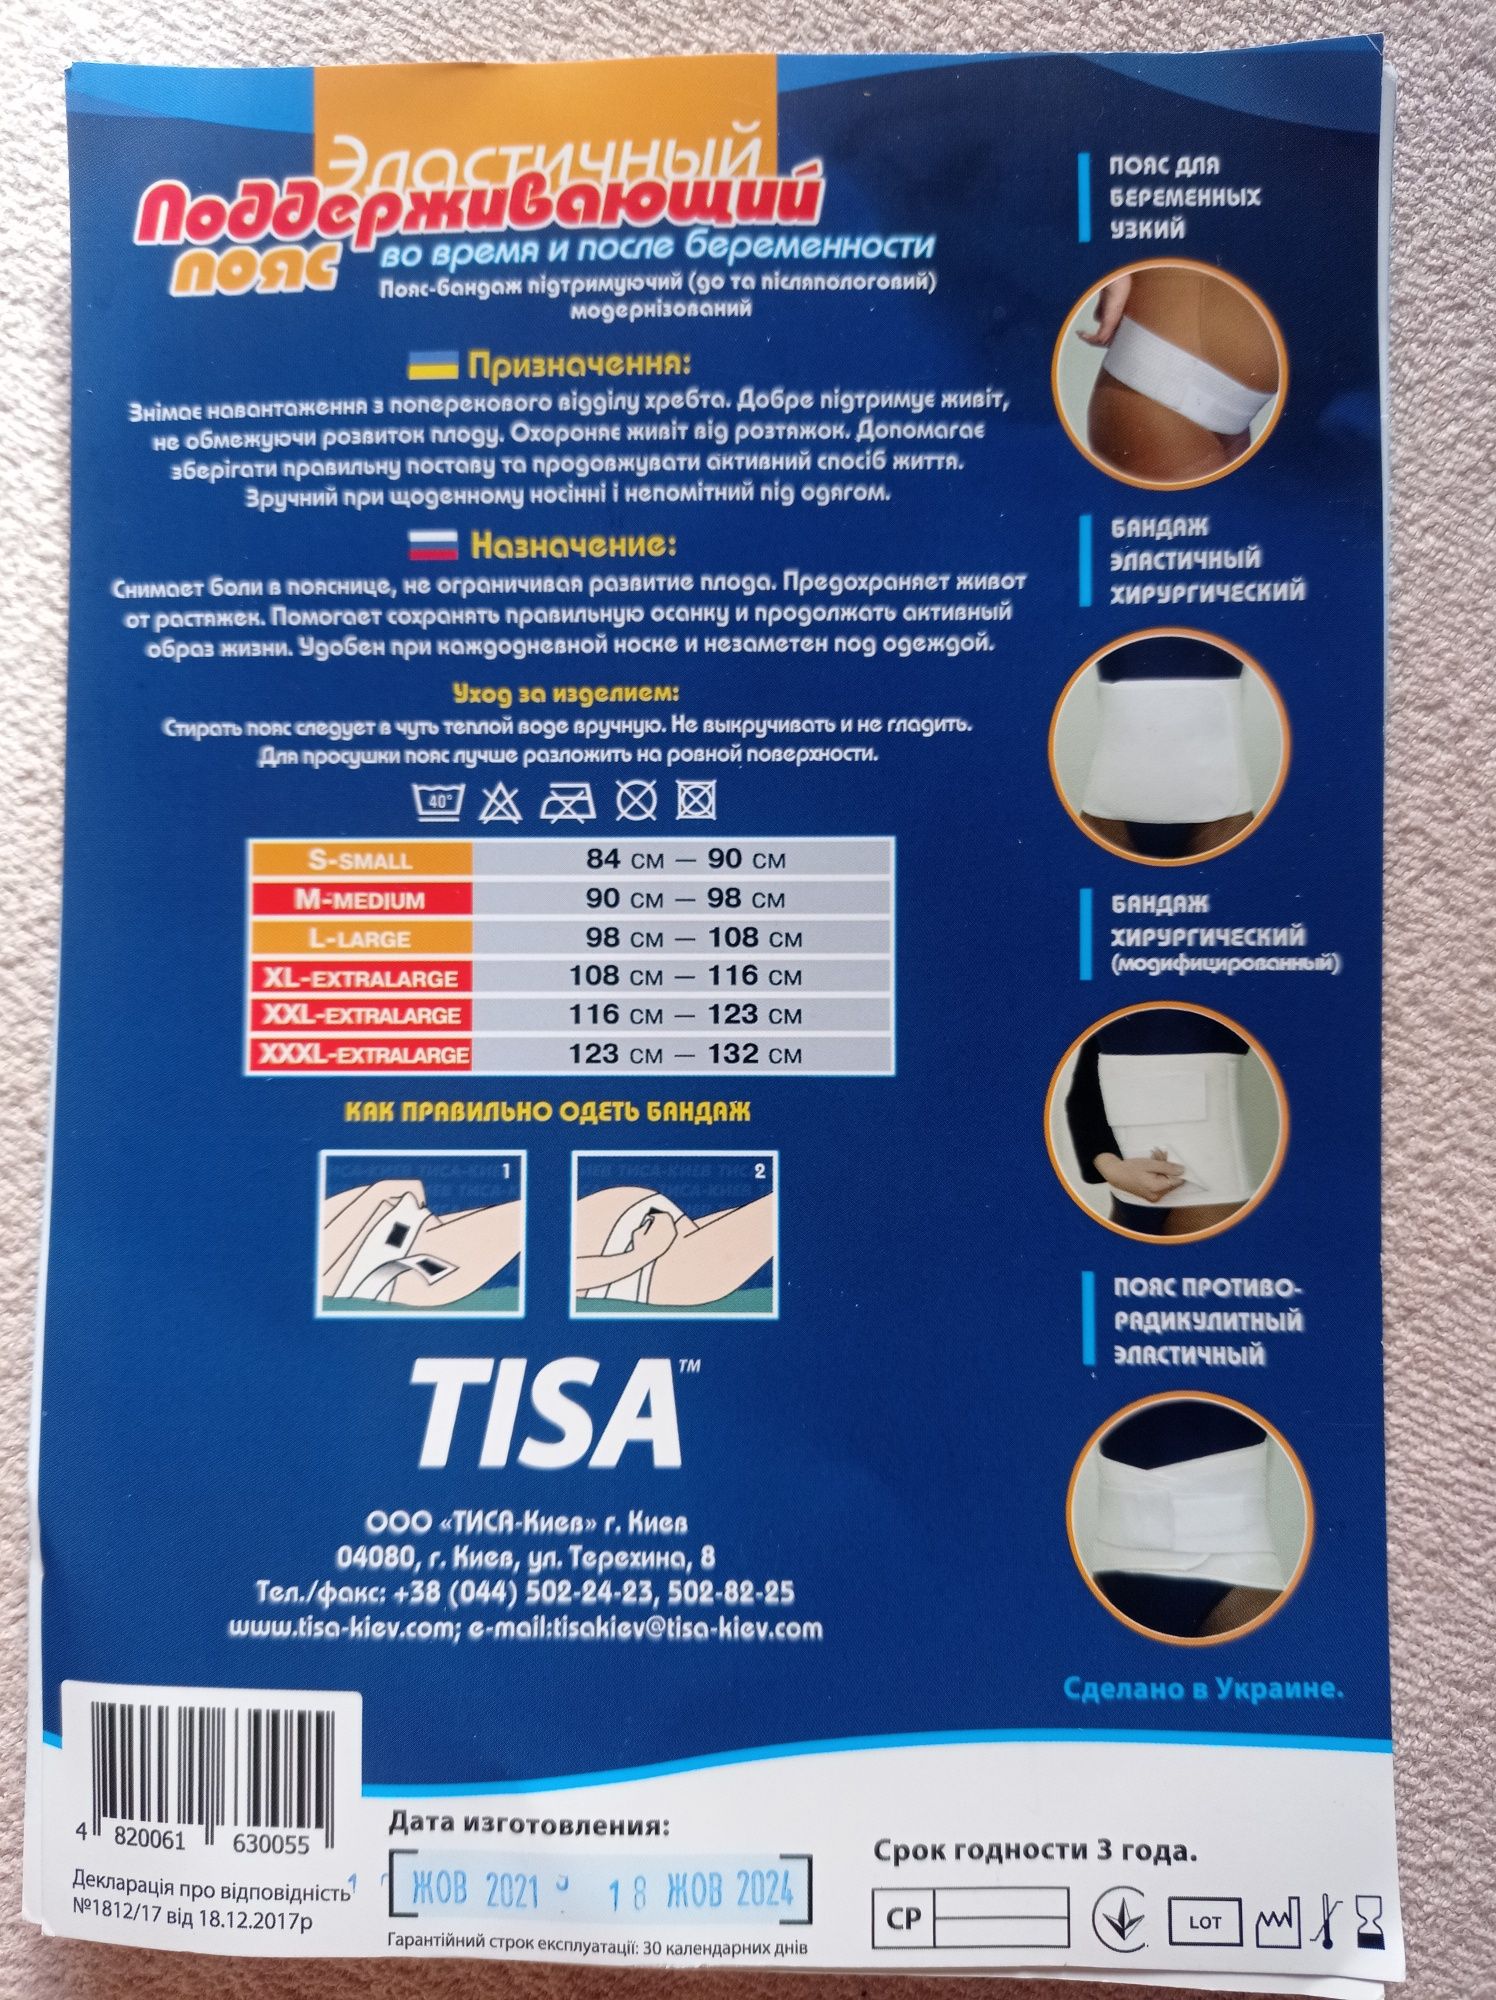 Эластичный
Поддерживающий
пояс
во время и после беременности
Пояс-бандаж підтримуючий (до та післяпологовий)
модернізований
Призначення:
Знімає навантаження з поперекового відділу хребта. Добре підтримує живіт,
не обмежуючи розвиток плоду. Охороняє живіт від розтяжок. Допомагає
зберігати правильну поставу та продовжувати активний спосіб життя.
Зручний при щоденному носінні і непомітний під одягом.
Назначение:
Снимает боли в пояснице, не ограничивая развитие плода. Предохраняет живот
от растяжек. Помогает сохранять правильную осанку и продолжать активный
образ жизни. Удобен при каждодневной носке и незаметен под одеждой.
Уход за изделием:
Стирать пояс следует в чуть теплой воде вручную. Не выкручивать и не гладить.
Для просушки пояс лучше разложить на ровной поверхности.
40°
S-SMALL 84 СМ — 90 СМ
M-MEDIUM 90 СМ — 98 СМ
L-LARGE 98 СМ — 108 СМ
XL-EXTRALARGE 108 СМ — 116 СМ
XXL-EXTRALARGE 116 СМ — 123 СМ
XXXL-EXTRALARGE 123 СМ — 132 СМ
КАК ПРАВИЛЬНО ОДЕТЬ БАНДАЖ
1
2
TISA™
ООО «ТИСА-Киев» г. Киев
04080, г. Киев, ул. Терехина, 8
Тел./факс: +38 (044) 502-24-23, 502-82-25
www.tisa-kiev.com; e-mail:tisakiev@tisa-kiev.com
ПОЯС ДЛЯ
БЕРЕМЕННЫХ
УЗКИЙ
БАНДАЖ
ЭЛАСТИЧНЫЙ
ХИРУРГИЧЕСКИЙ
БАНДАЖ
ХИРУРГИЧЕСКИЙ
(модифицированный)
ПОЯС ПРОТИВО-
РАДИКУЛИТНЫЙ
ЭЛАСТИЧНЫЙ
Сделано в Украине.
4 820061 630055
Декларація про відповідність
№1812/17 від 18.12.2017р
Дата изготовления:
ЖОВ 2021 18 ЖОВ 2024
Гарантійний строк експлуатації: 30 календарних днів
Срок годности 3 года.
СР
LOT